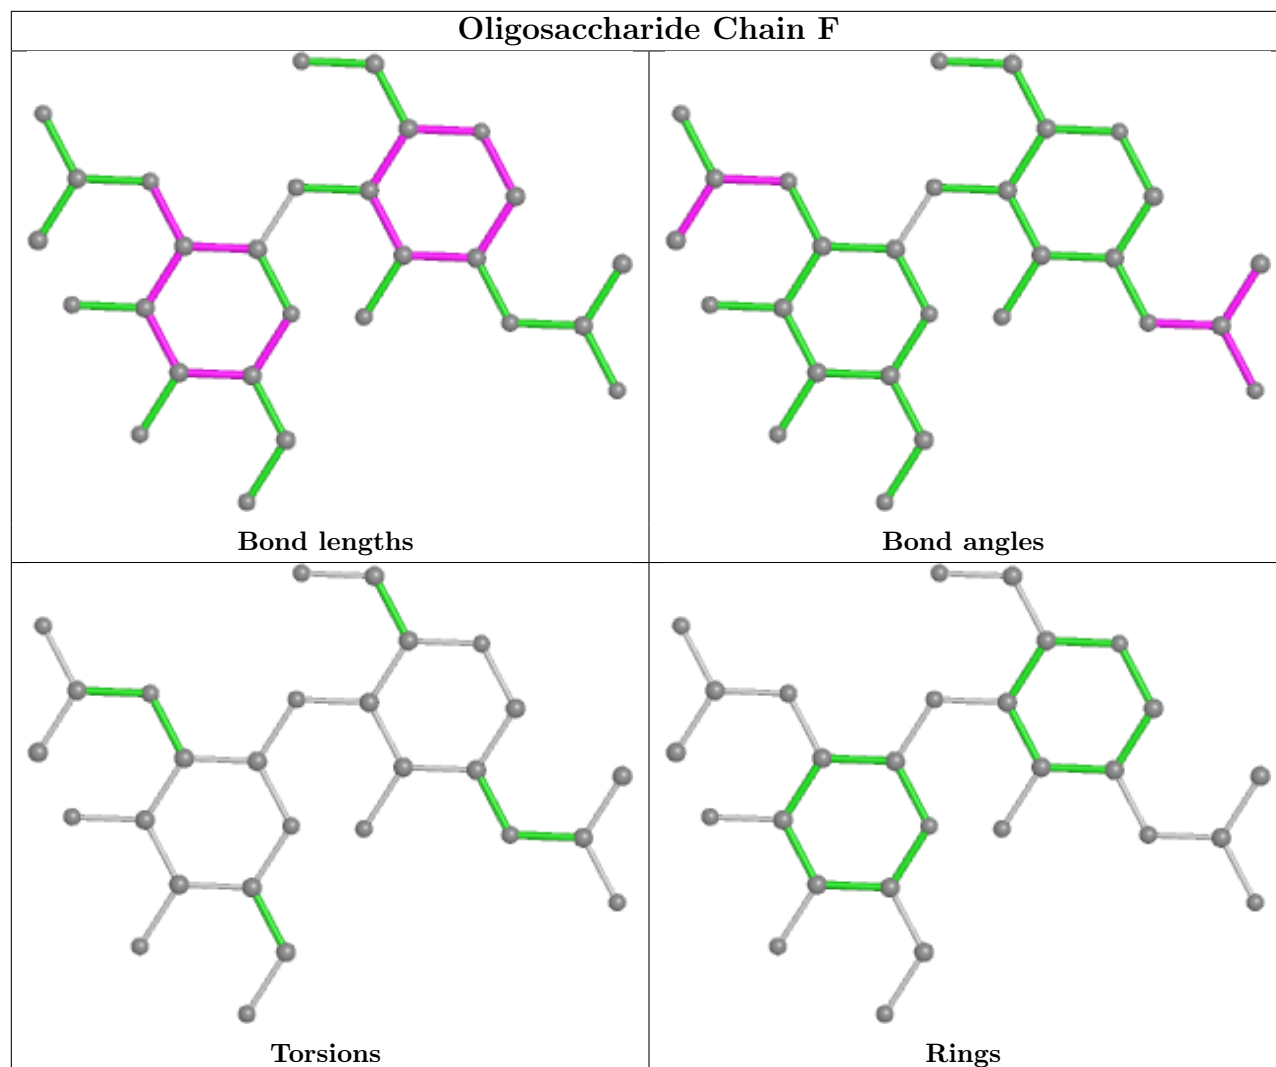 Oligosaccharide Chain F
Bond lengths
Bond angles
Torsions
Rings